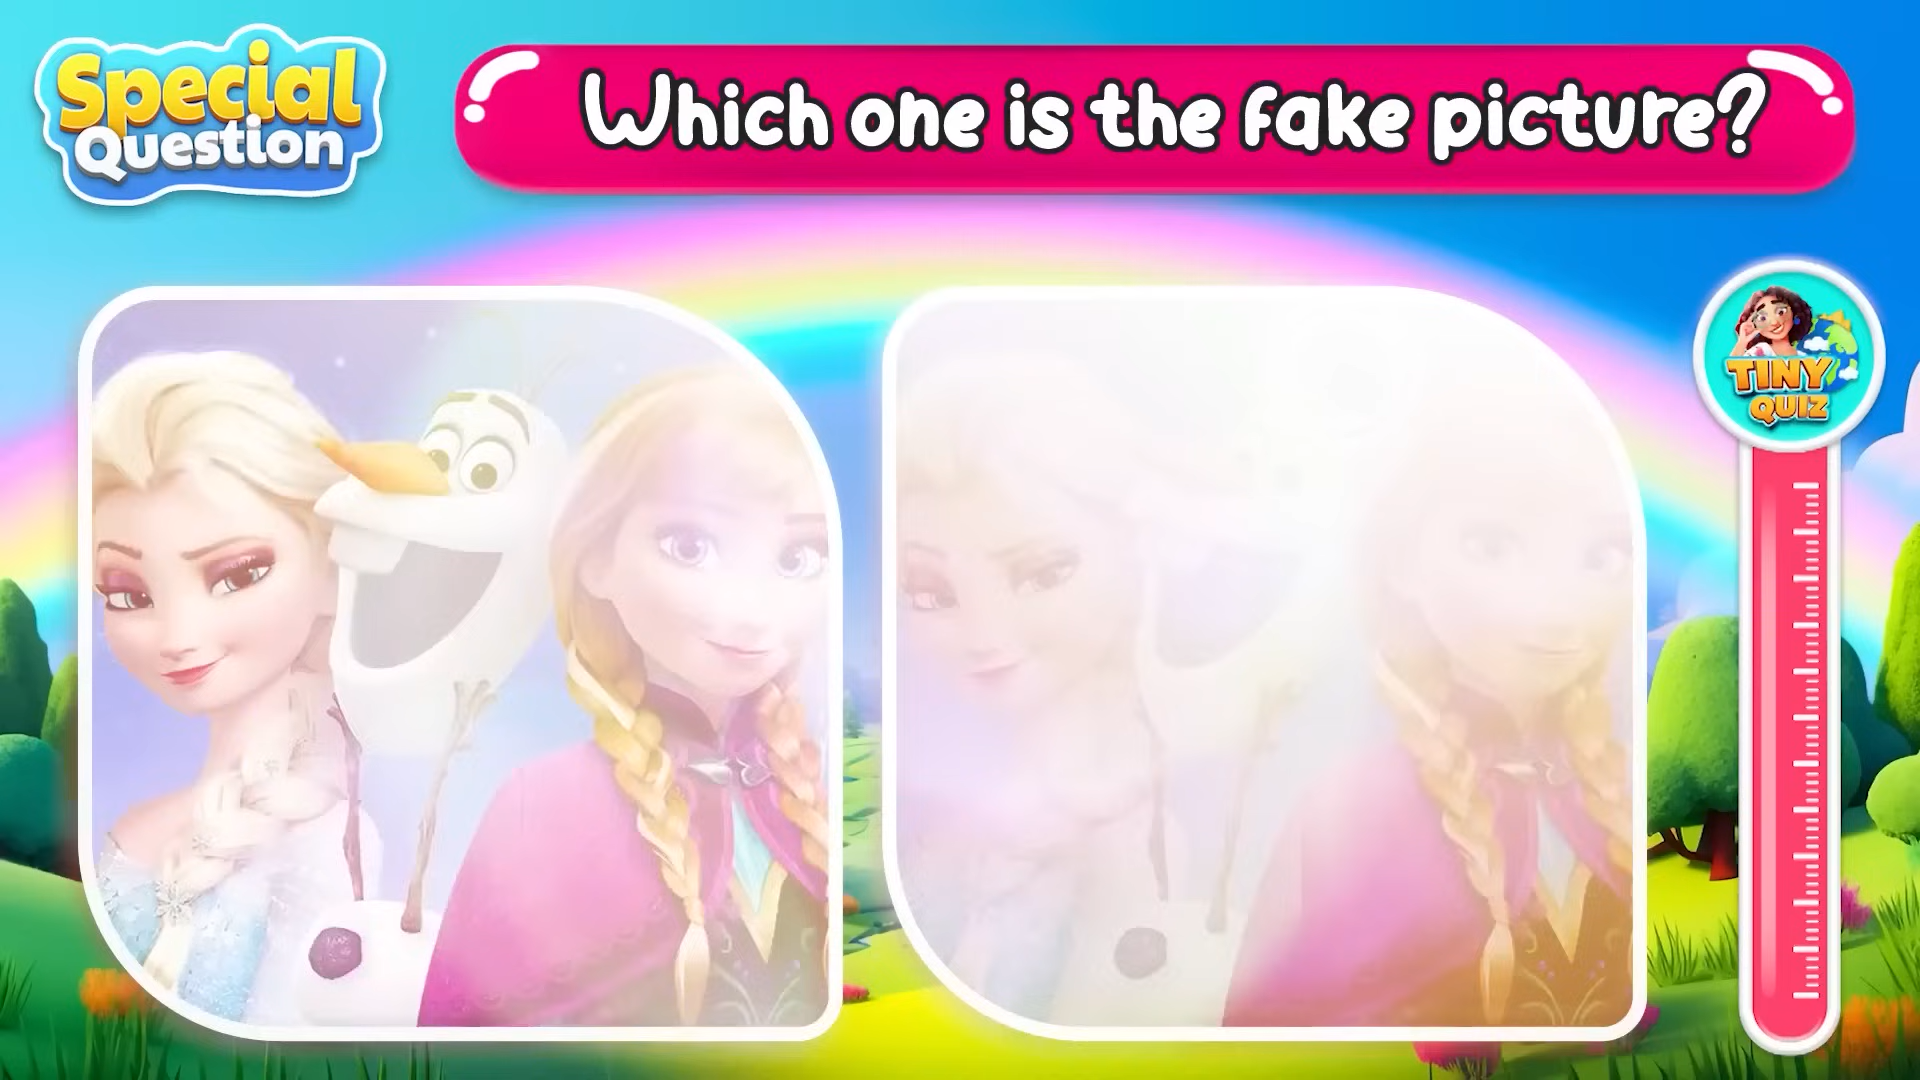 Special
Question
Which one is the fake picture?
TINY
QUIZ